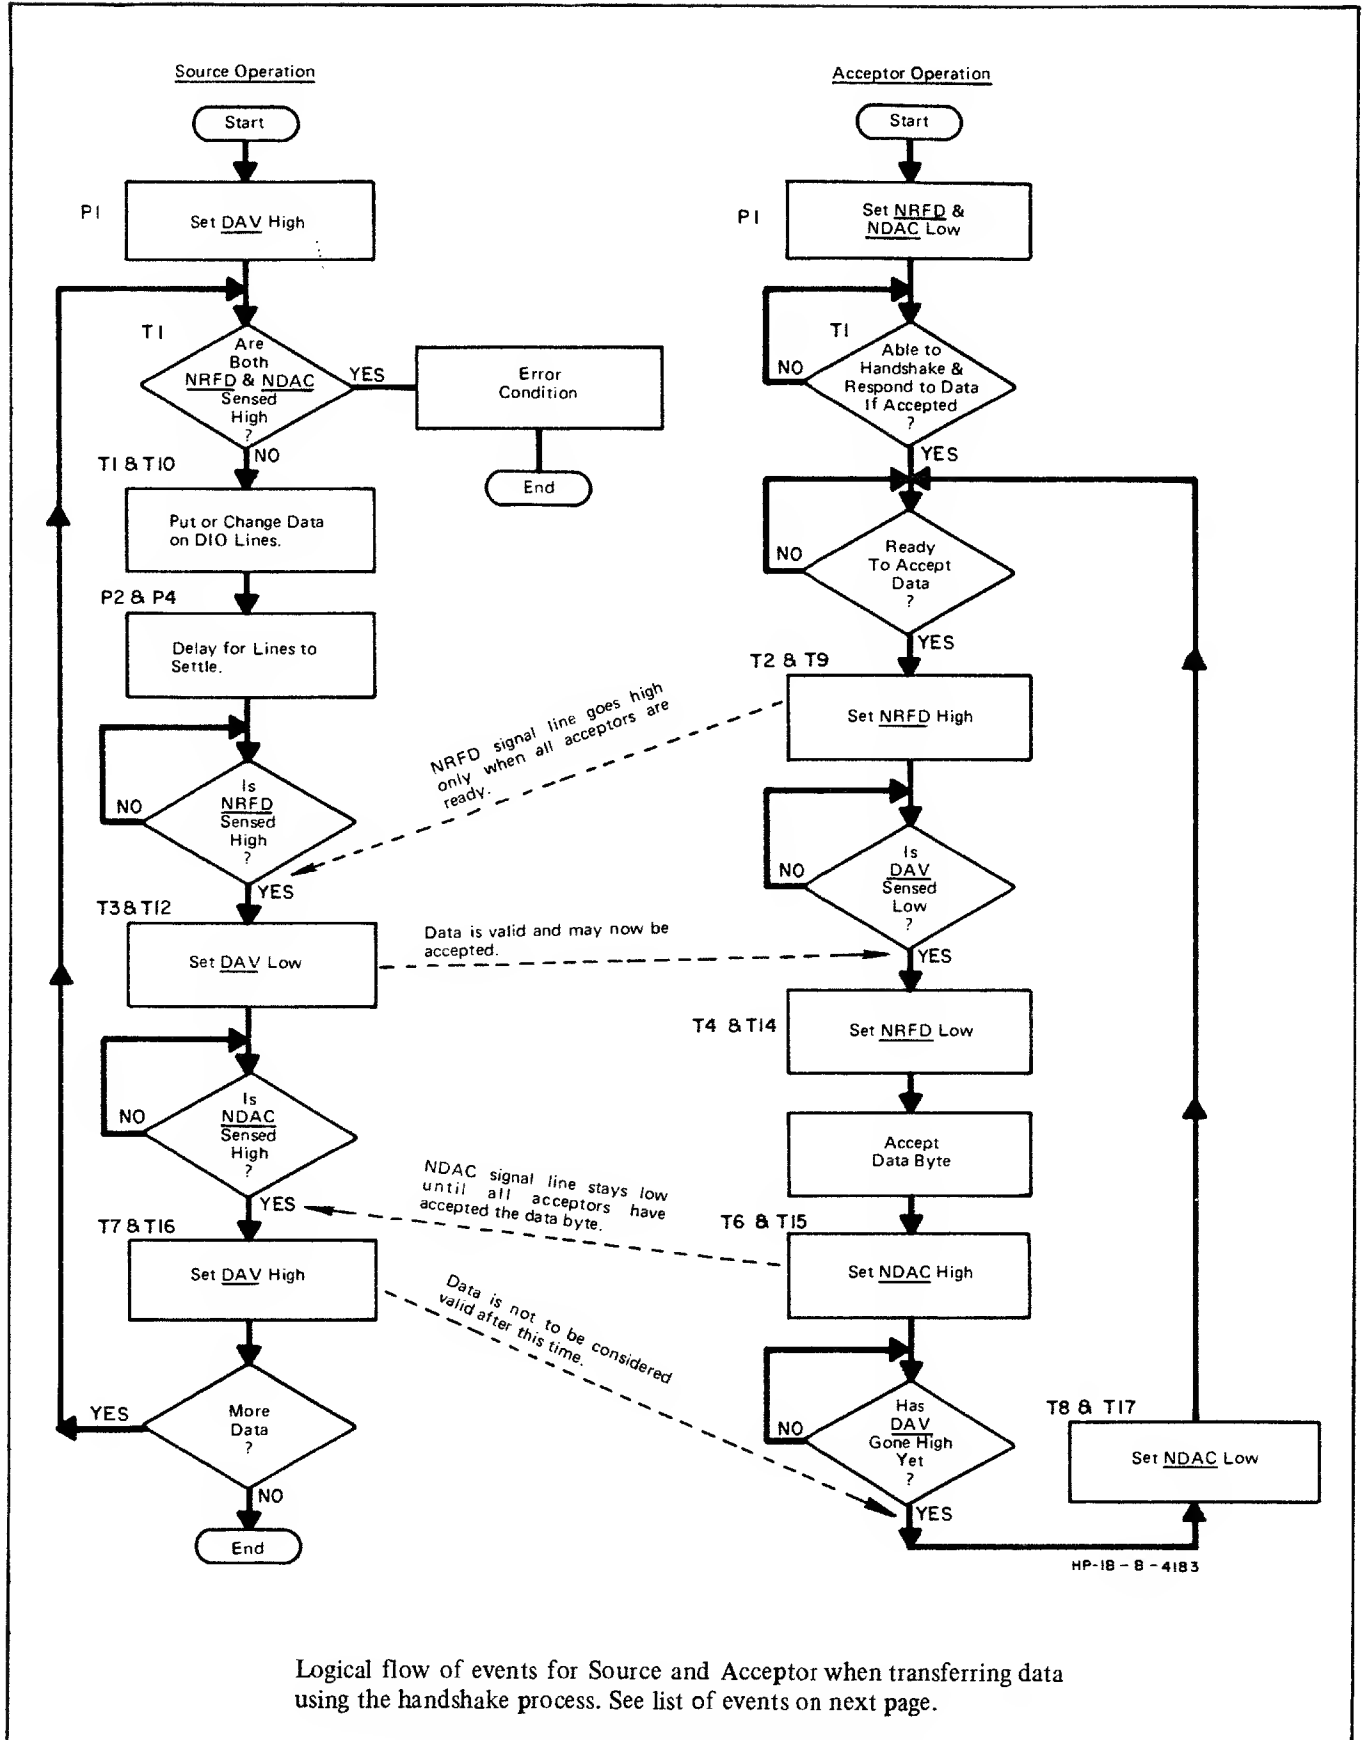 Source Operation
Start
P1
Set DAV High
T1
Are
Both
NRFD & NDAC
Sensed
High
?
YES
Error
Condition
End
NO
T1 & T10
Put or Change Data
on DIO Lines.
P2 & P4
Delay for Lines to
Settle.
Is
NRFD
Sensed
High
?
NO
YES
T3 & T12
Set DAV Low
Is
NDAC
Sensed
High
?
NO
YES
T7 & T16
Set DAV High
More
Data
?
YES
NO
End
NRFD signal line goes high
only when all acceptors are
ready.
Data is valid and may now be
accepted.
NDAC signal line stays low
until all acceptors have
accepted the data byte.
Data is not to be considered
valid after this time.
Acceptor Operation
Start
P1
Set NRFD &
NDAC Low
T1
Able to
Handshake &
Respond to Data
If Accepted
?
NO
YES
Ready
To Accept
Data
?
NO
YES
T2 & T9
Set NRFD High
Is
DAV
Sensed
Low
?
NO
YES
T4 & T14
Set NRFD Low
Accept
Data Byte
T6 & T15
Set NDAC High
Has
DAV
Gone High
Yet
?
NO
YES
T8 & T17
Set NDAC Low
HP-IB-B-4183
Logical flow of events for Source and Acceptor when transferring data
using the handshake process. See list of events on next page.